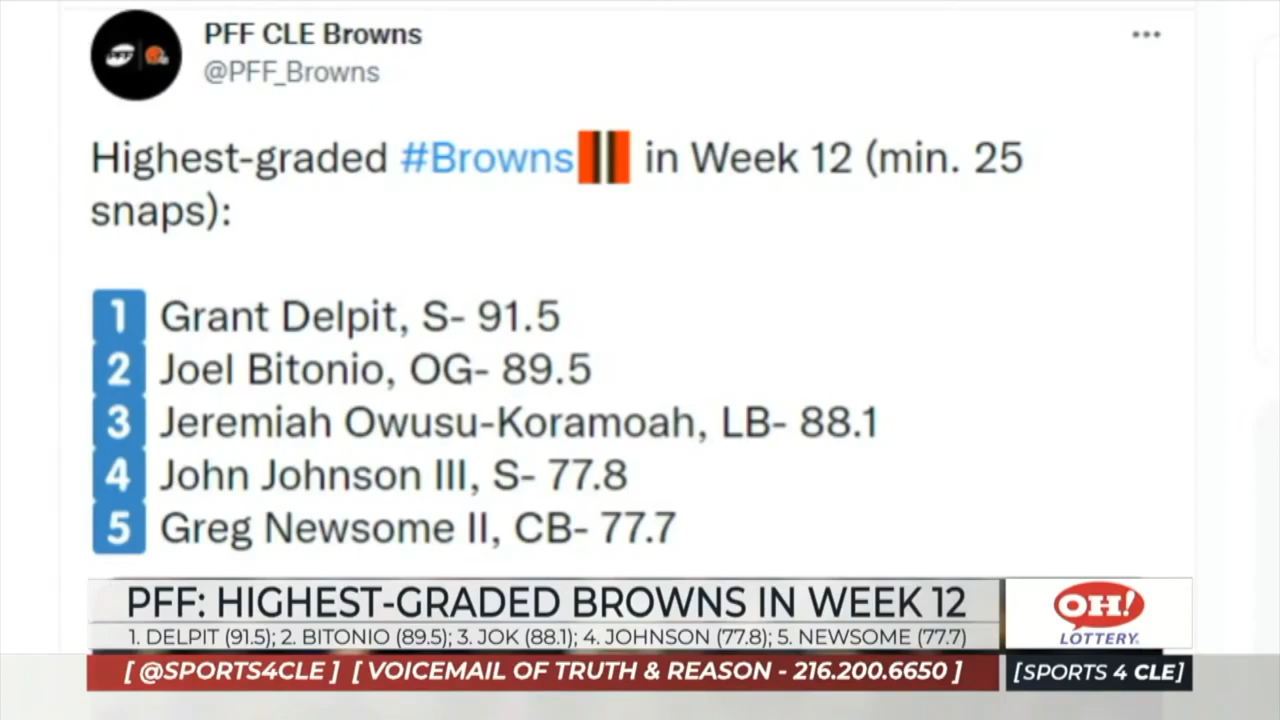 PFF CLE Browns
@PFF_Browns
Highest-graded #Browns in Week 12 (min. 25
snaps):
1 Grant Delpit, S- 91.5
2 Joel Bitonio, OG- 89.5
3 Jeremiah Owusu-Koramoah, LB- 88.1
4 John Johnson III, S- 77.8
5 Greg Newsome II, CB- 77.7
PFF: HIGHEST-GRADED BROWNS IN WEEK 12
1. DELPIT (91.5); 2. BITONIO (89.5); 3. JOK (88.1); 4. JOHNSON (77.8); 5. NEWSOME (77.7)
OH!
LOTTERY.
[ @SPORTS4CLE ] [ VOICEMAIL OF TRUTH & REASON - 216.200.6650 ]
[SPORTS 4 CLE]